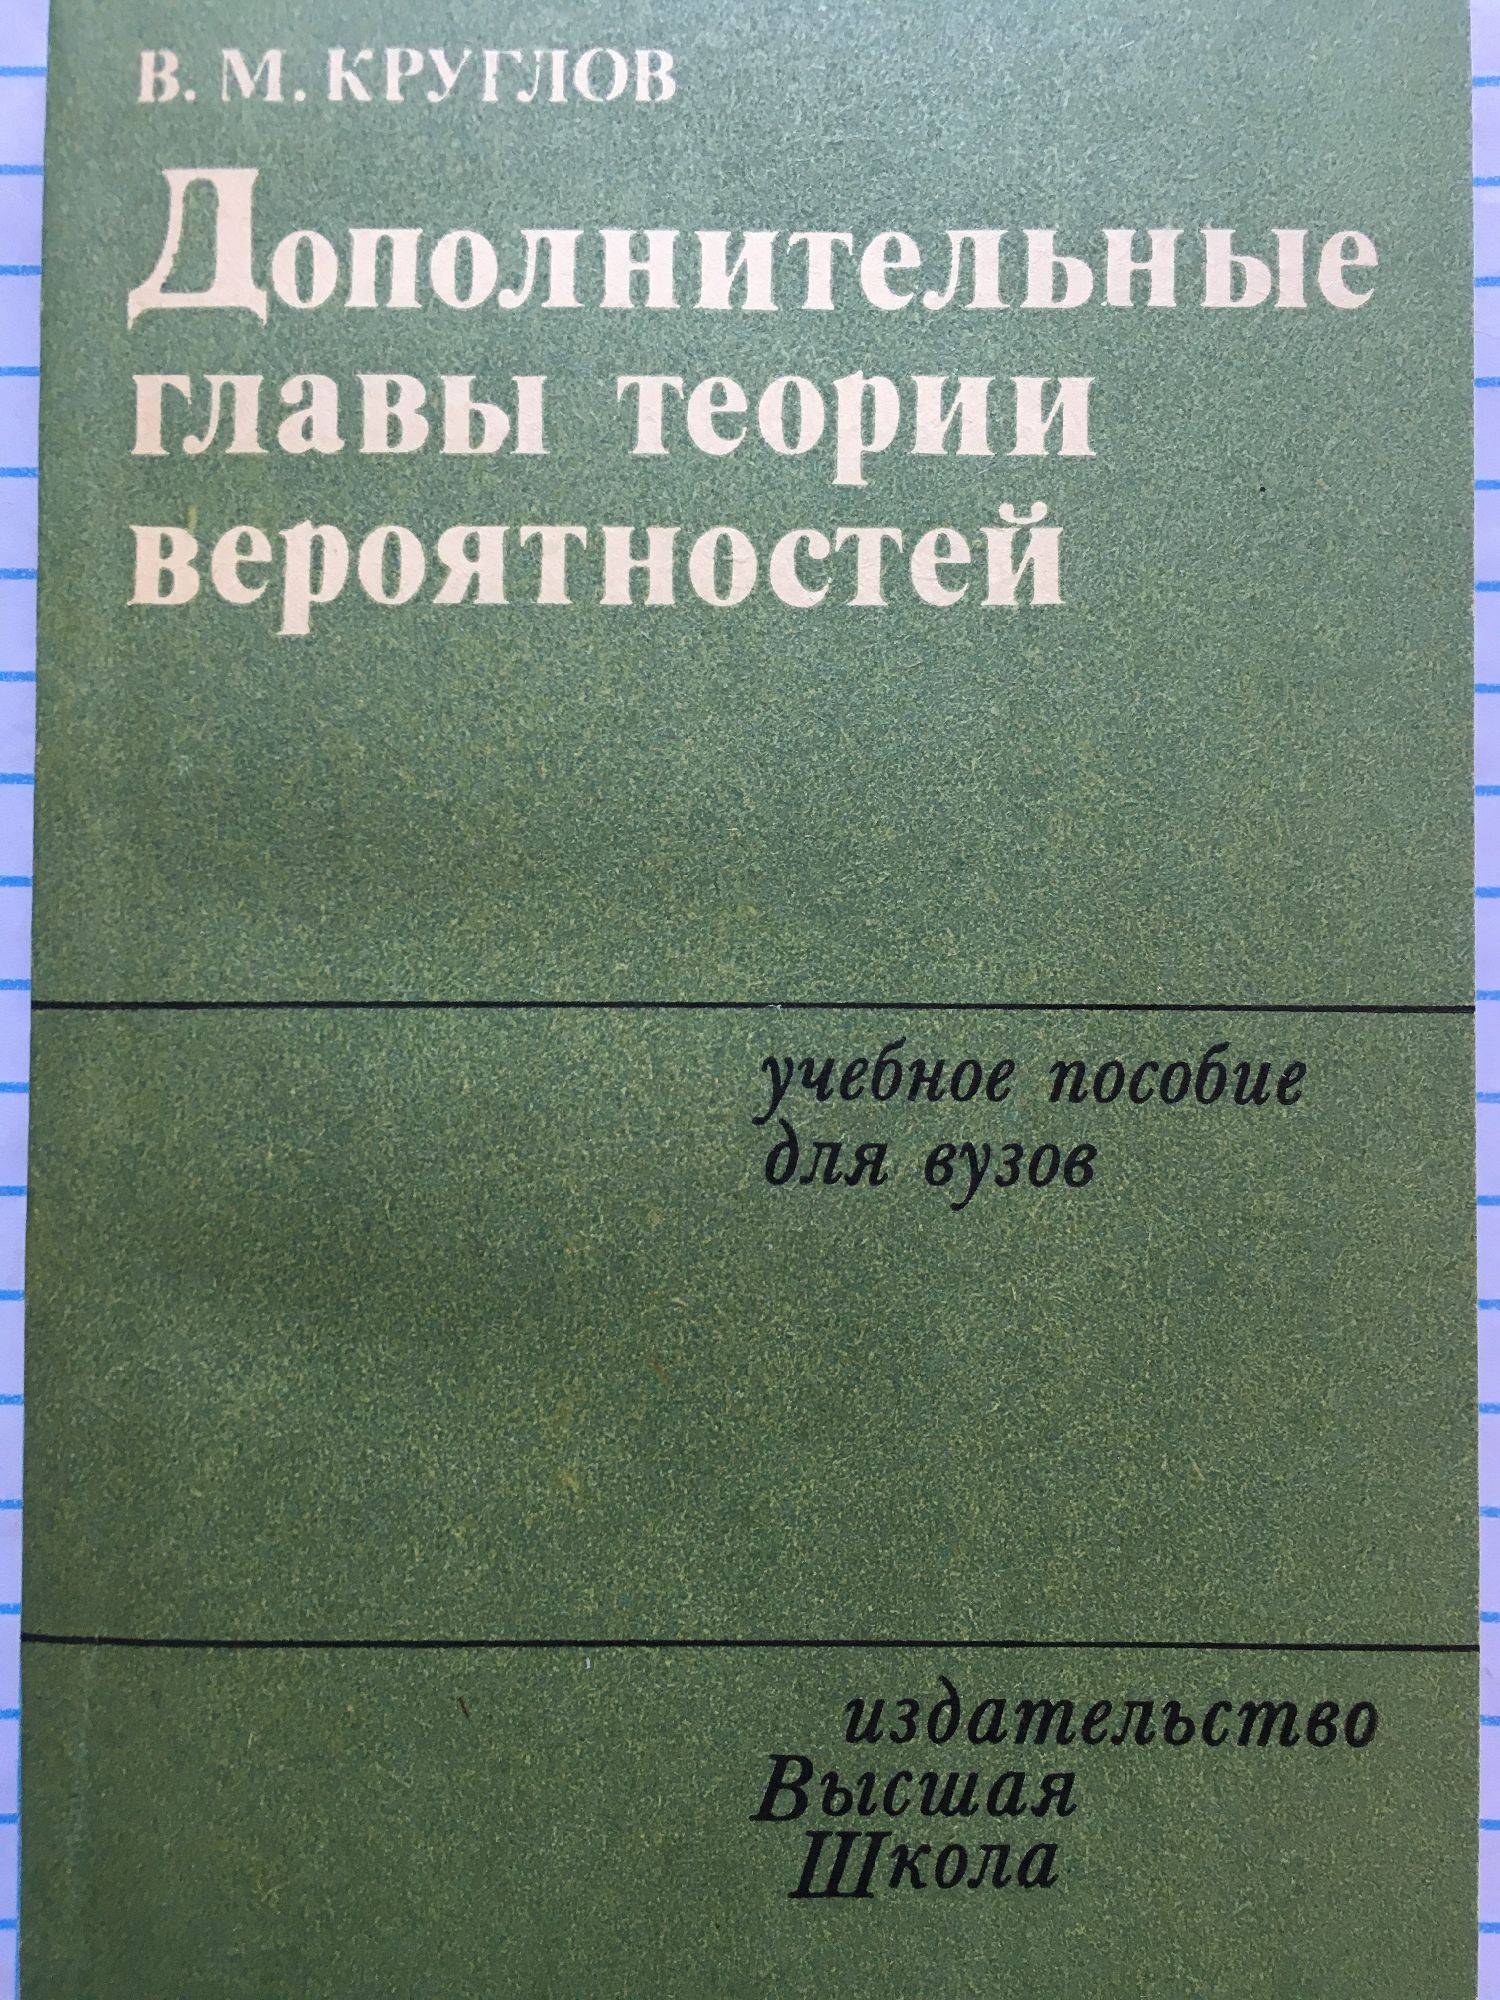 В. М. КРУГЛОВ
Дополнительные
главы теории
вероятностей
учебное пособие
для вузов
издательство
Высшая
Школа